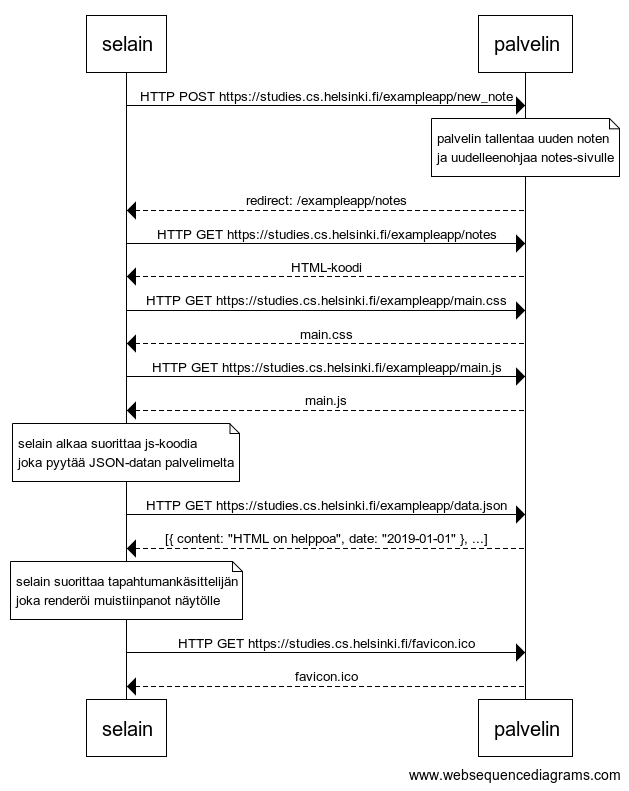 selain
palvelin
HTTP POST https://studies.cs.helsinki.fi/exampleapp/new_note
palvelin tallentaa uuden noten
ja uudelleenohjaa notes-sivulle
redirect: /exampleapp/notes
HTTP GET https://studies.cs.helsinki.fi/exampleapp/notes
HTML-koodi
HTTP GET https://studies.cs.helsinki.fi/exampleapp/main.css
main.css
HTTP GET https://studies.cs.helsinki.fi/exampleapp/main.js
main.js
selain alkaa suorittaa js-koodia
joka pyytää JSON-datan palvelimelta
HTTP GET https://studies.cs.helsinki.fi/exampleapp/data.json
[{ content: "HTML on helppoa", date: "2019-01-01" }, ...]
selain suorittaa tapahtumankäsittelijän
joka renderöi muistiinpanot näytölle
HTTP GET https://studies.cs.helsinki.fi/favicon.ico
favicon.ico
selain
palvelin
www.websequencediagrams.com